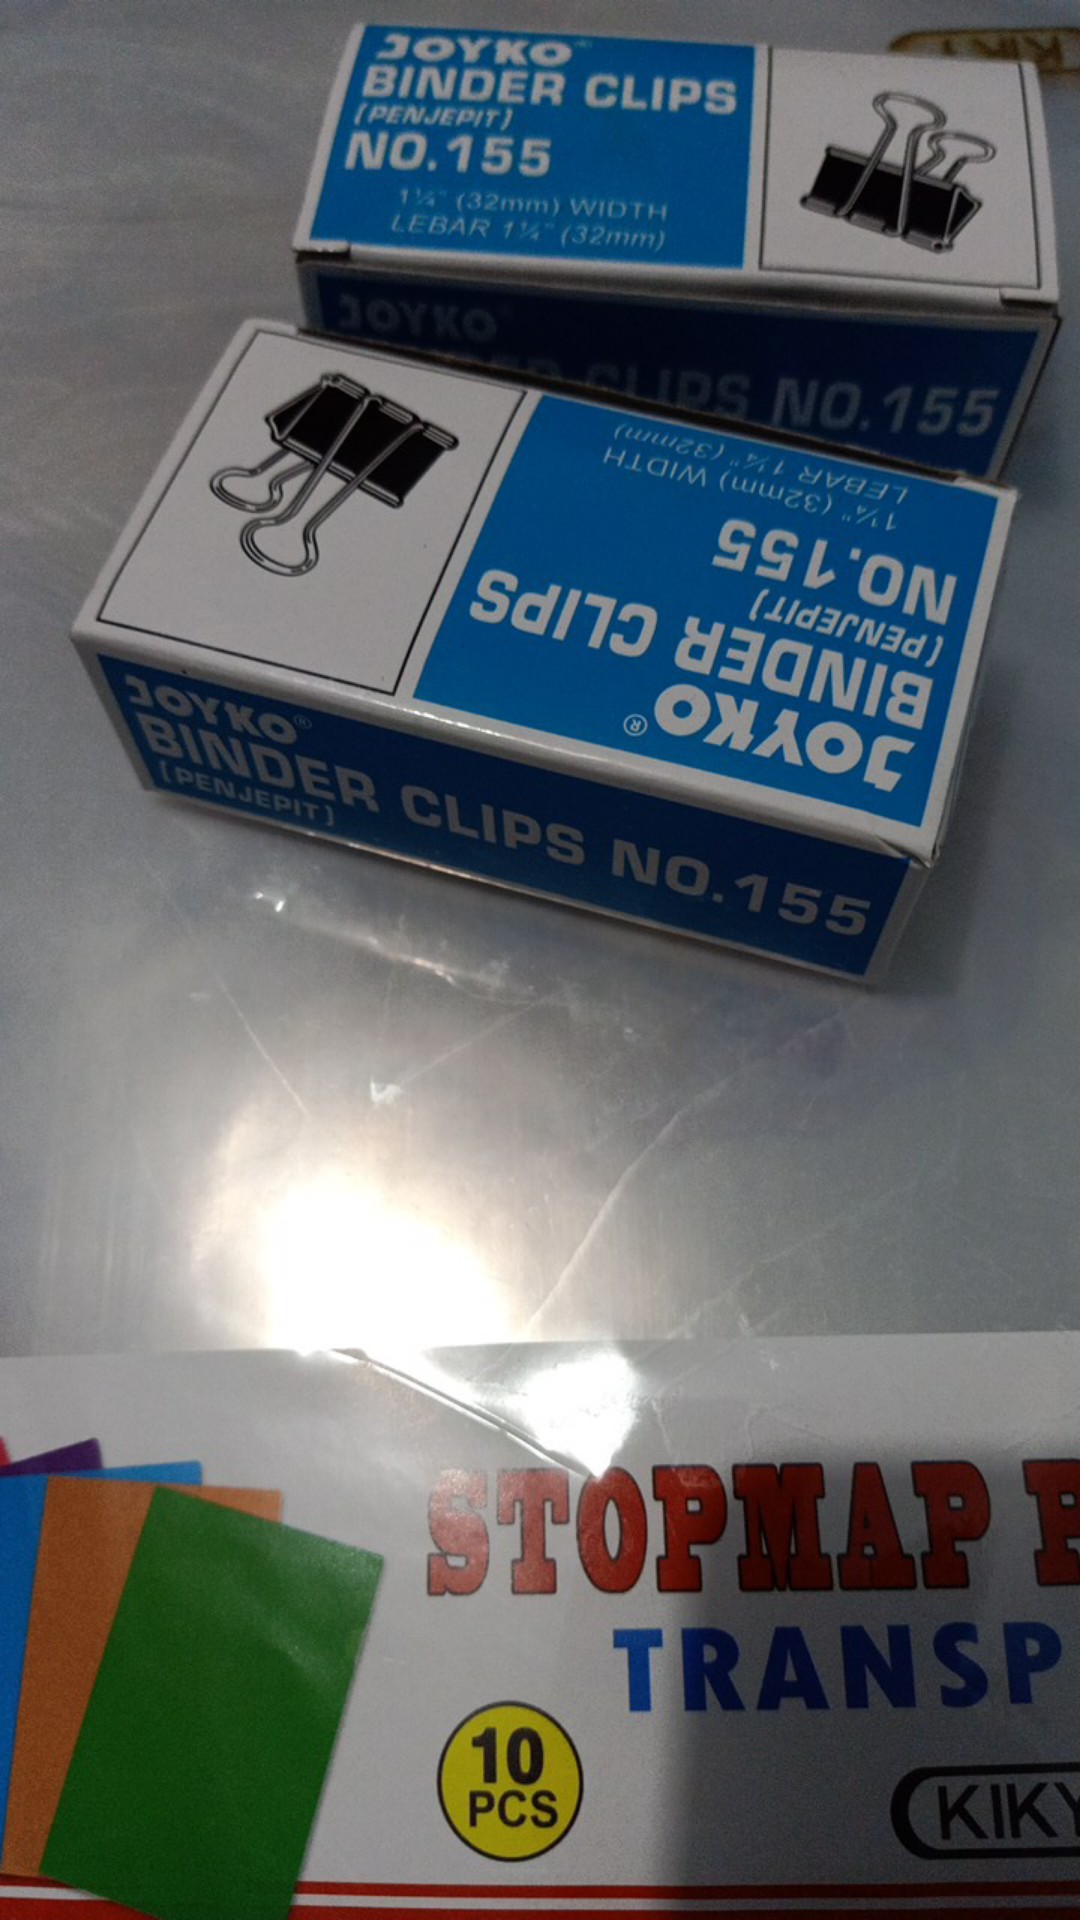 JOYKO
BINDER CLIPS
(PENJEPIT)
NO.155
1¼" (32mm) WIDTH
LEBAR 1¼" (32mm)
JOYKO
CLIPS NO.155
JOYKO®
BINDER CLIPS
(PENJEPIT)
NO.155
1¼" (32mm) WIDTH
LEBAR 1¼" (32mm)
JOYKO®
BINDER CLIPS NO.155
(PENJEPIT)
STOPMAP
TRANSP
10
PCS
KIKY